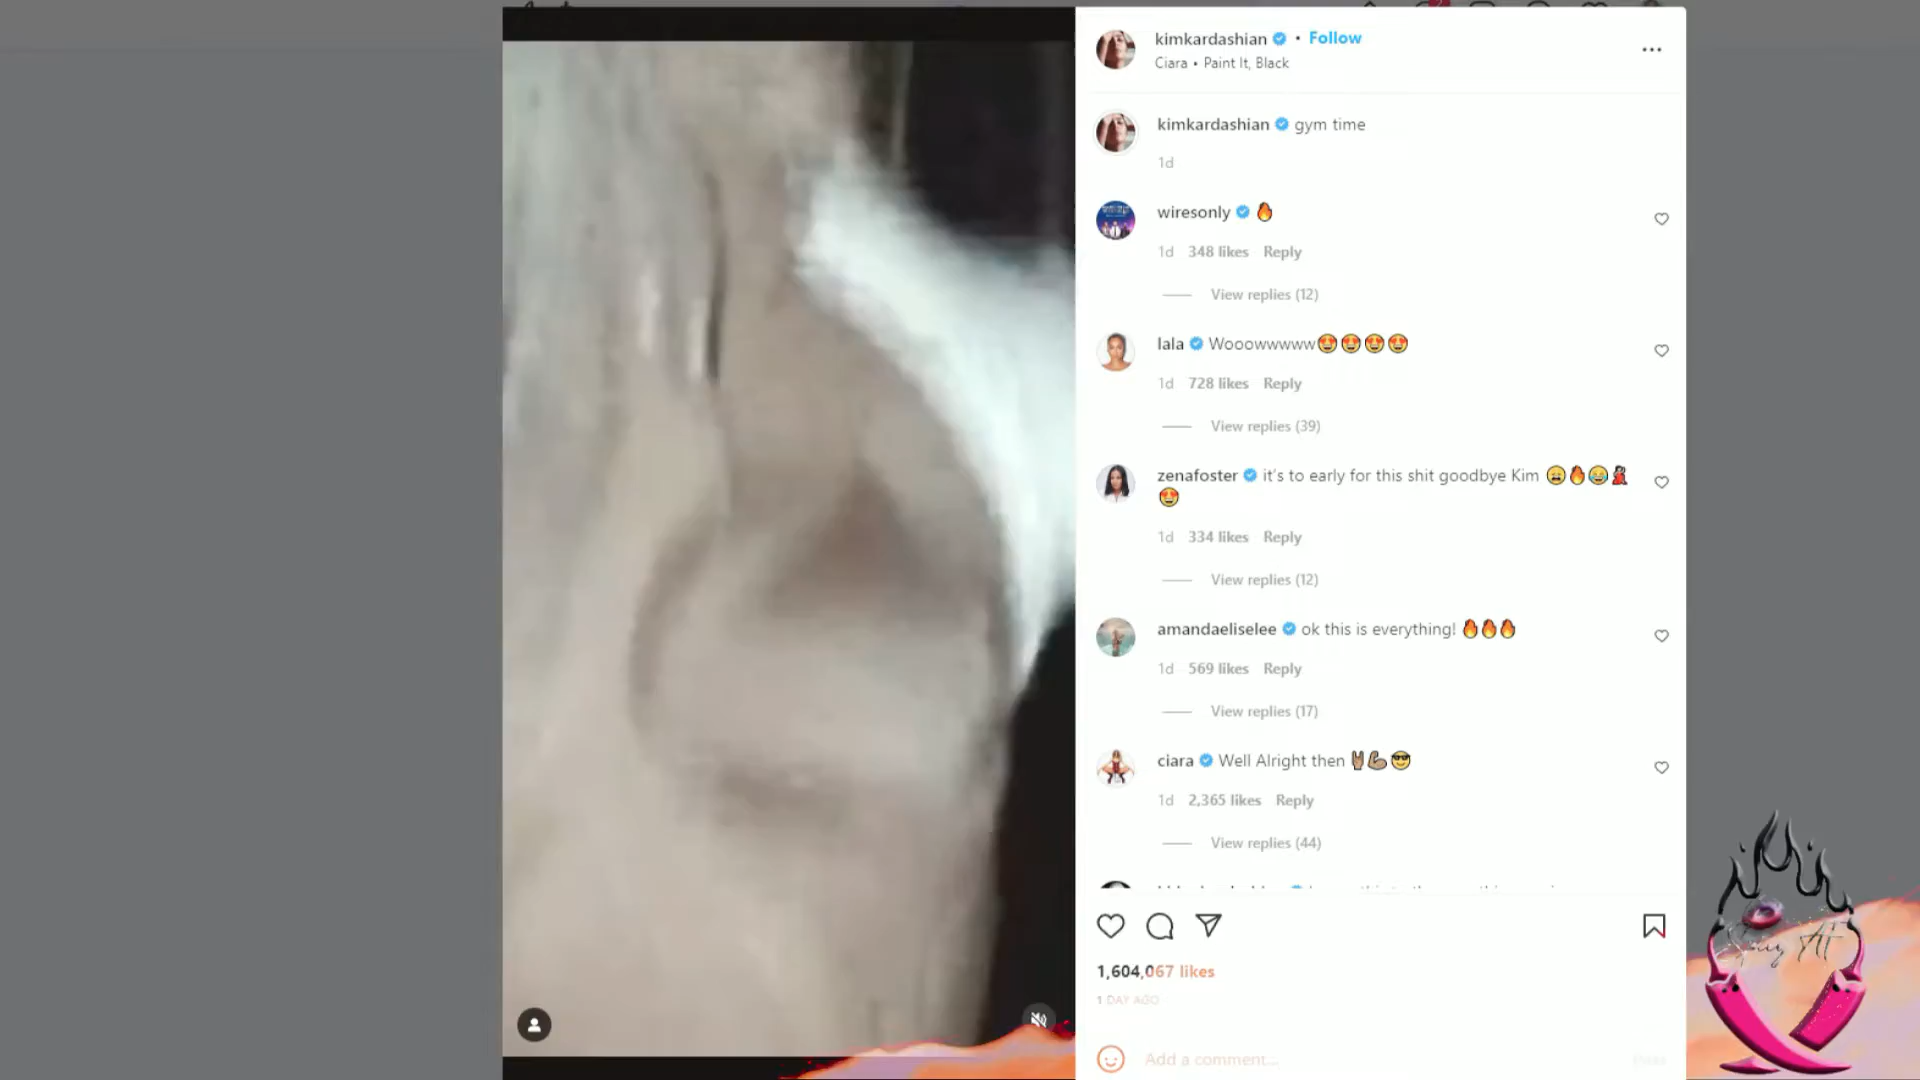 kimkardashian • Follow
Ciara • Paint It, Black
kimkardashian gym time
1d
wiresonly 🔥
1d 348 likes Reply
View replies (12)
lala Wooowwwww😍😍😍😍
1d 728 likes Reply
View replies (39)
zenafoster it's to early for this shit goodbye Kim 😩🔥😂💃🏾
😍
1d 334 likes Reply
View replies (12)
amandaeliselee ok this is everything! 🔥🔥🔥
1d 569 likes Reply
View replies (17)
ciara Well Alright then 🤘🏽💪🏽😎
1d 2,365 likes Reply
View replies (44)
1,604,067 likes
1 DAY AGO
Add a comment...